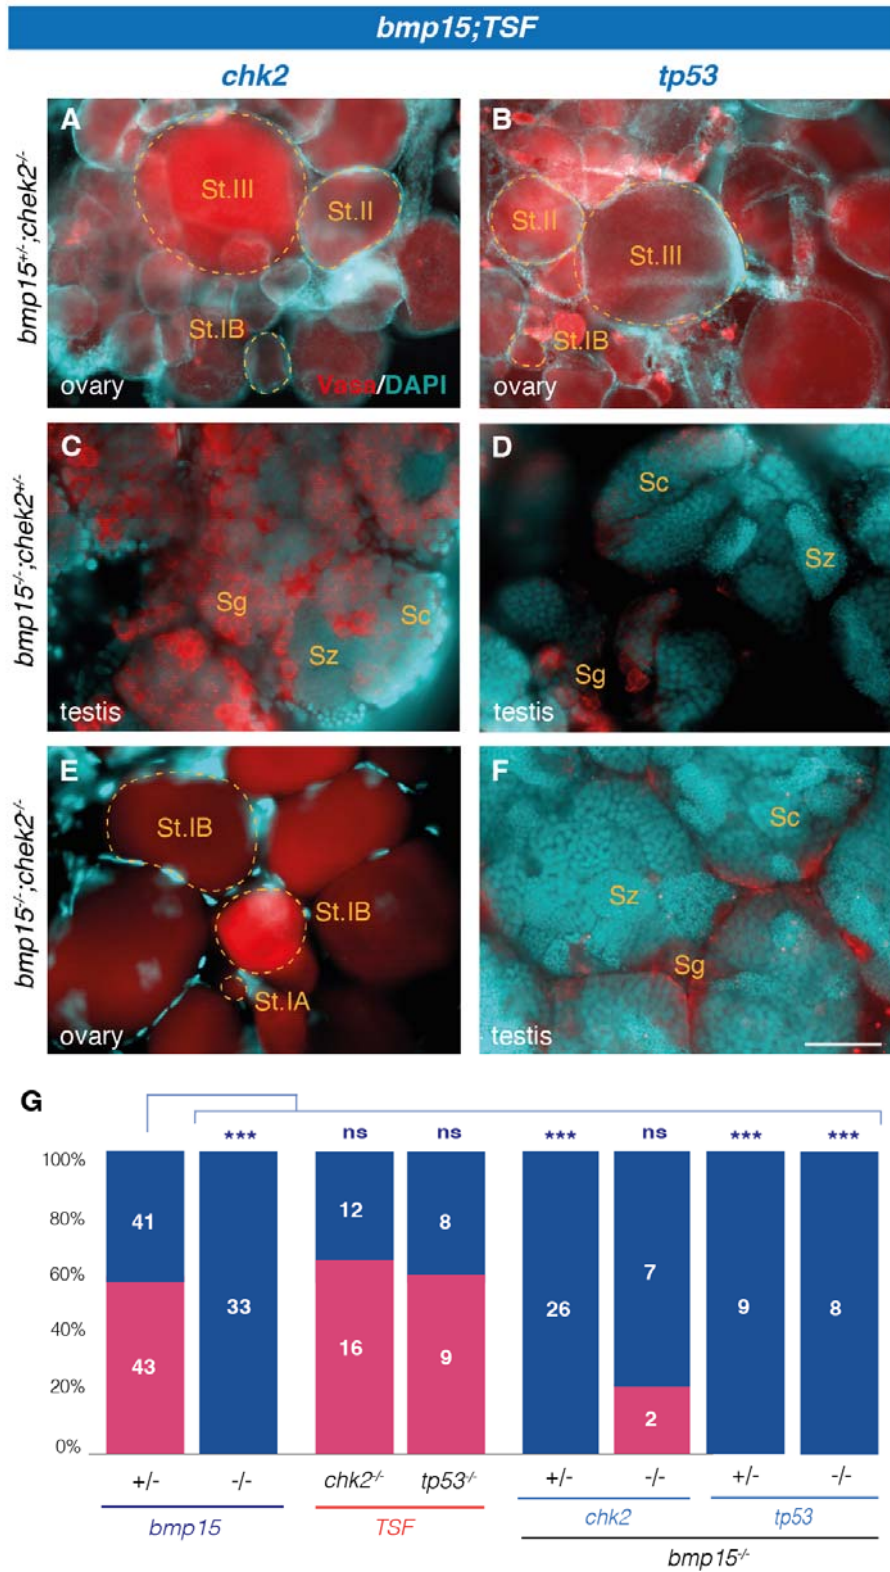 bmp15;TSF
chk2 tp53
bmp15+/-;chek2-/-
A
St.III
St.II
St.IB
ovary
Vasa/DAPI
B
St.II
St.III
St.IB
ovary
bmp15-/-;chek2+/-
C
Sg
Sc
Sz
testis
D
Sc
Sz
Sg
testis
bmp15-/-;chek2-/-
E
St.IB
St.IB
St.IA
ovary
F
Sc
Sz
Sg
testis
G
*** ns ns *** ns *** ***
100%
80%
60%
40%
20%
0%
41 43
33
12 16
8 9
26
7 2
9
8
+/- -/- chk2-/- tp53-/- +/- -/- +/- -/-
bmp15 TSF chk2 tp53
bmp15-/-